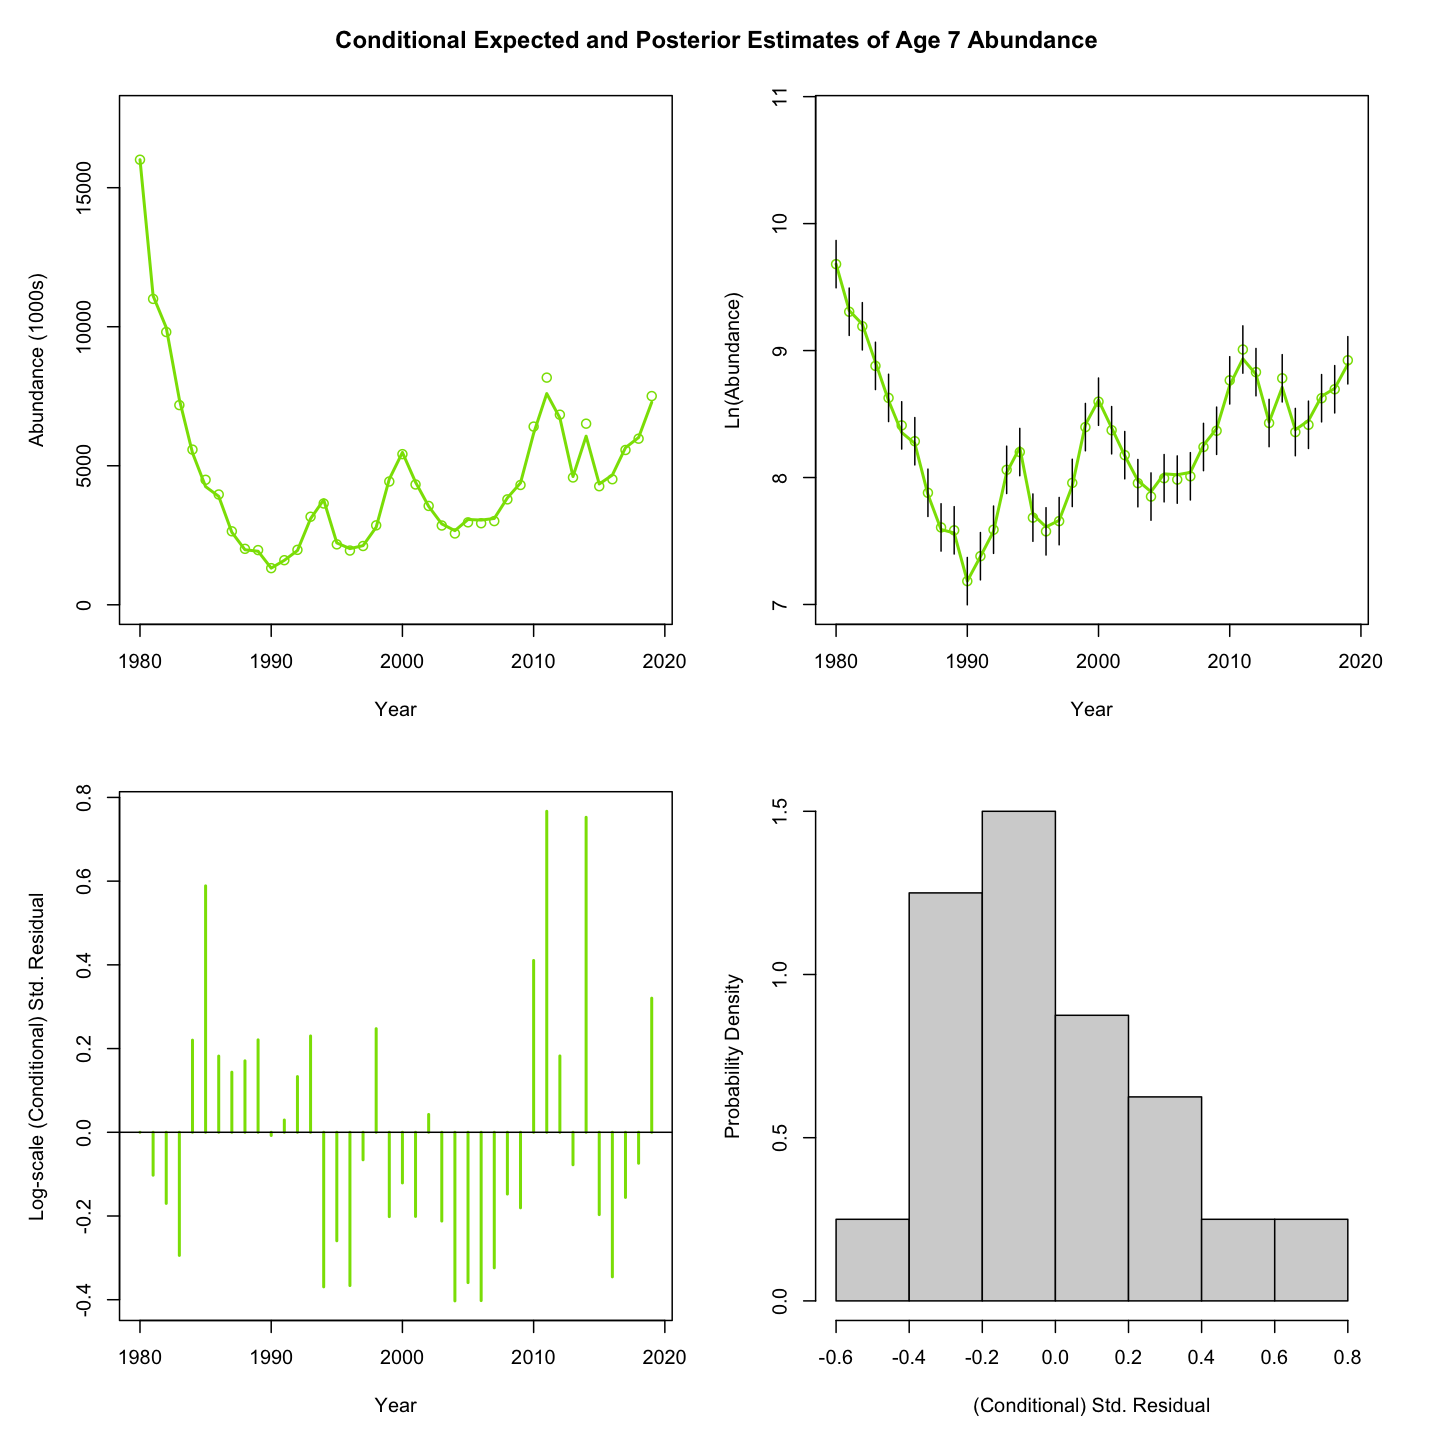 Conditional Expected and Posterior Estimates of Age 7 Abundance
Abundance (1000s)
15000
10000
5000
0
1980 1990 2000 2010 2020
Year
Ln(Abundance)
11
10
9
8
7
1980 1990 2000 2010 2020
Year
Log-scale (Conditional) Std. Residual
0.8
0.6
0.4
0.2
0.0
-0.2
-0.4
1980 1990 2000 2010 2020
Year
Probability Density
1.5
1.0
0.5
0.0
-0.6 -0.4 -0.2 0.0 0.2 0.4 0.6 0.8
(Conditional) Std. Residual